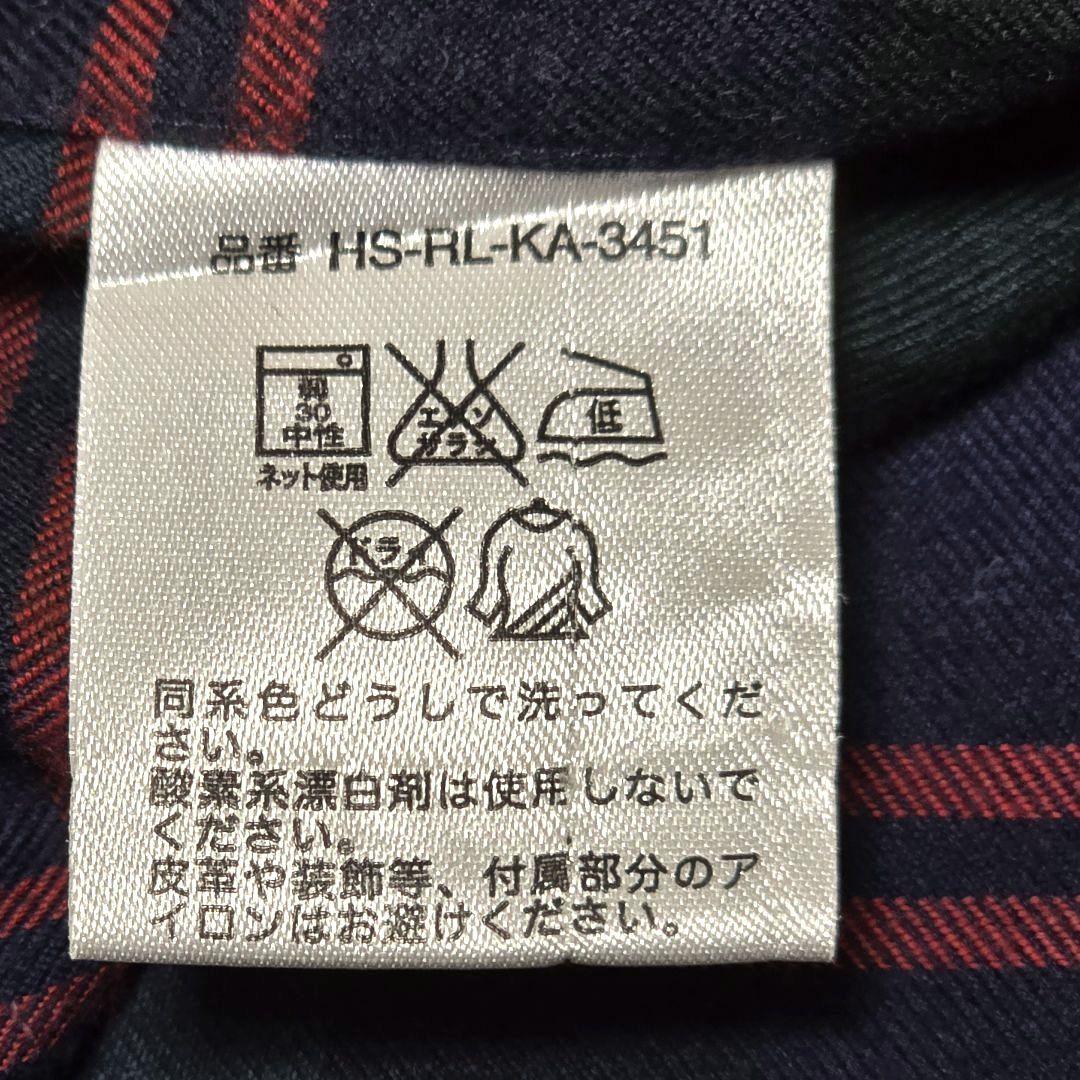 品番 HS-RL-KA-3451
弱
30
中性
ネット使用
エンソ
サラシ
低
ドライ
同系色どうしで洗ってくだ
さい。
酸素系漂白剤は使用しないで
ください。
皮革や装飾等、付属部分のア
イロンはお避けください。